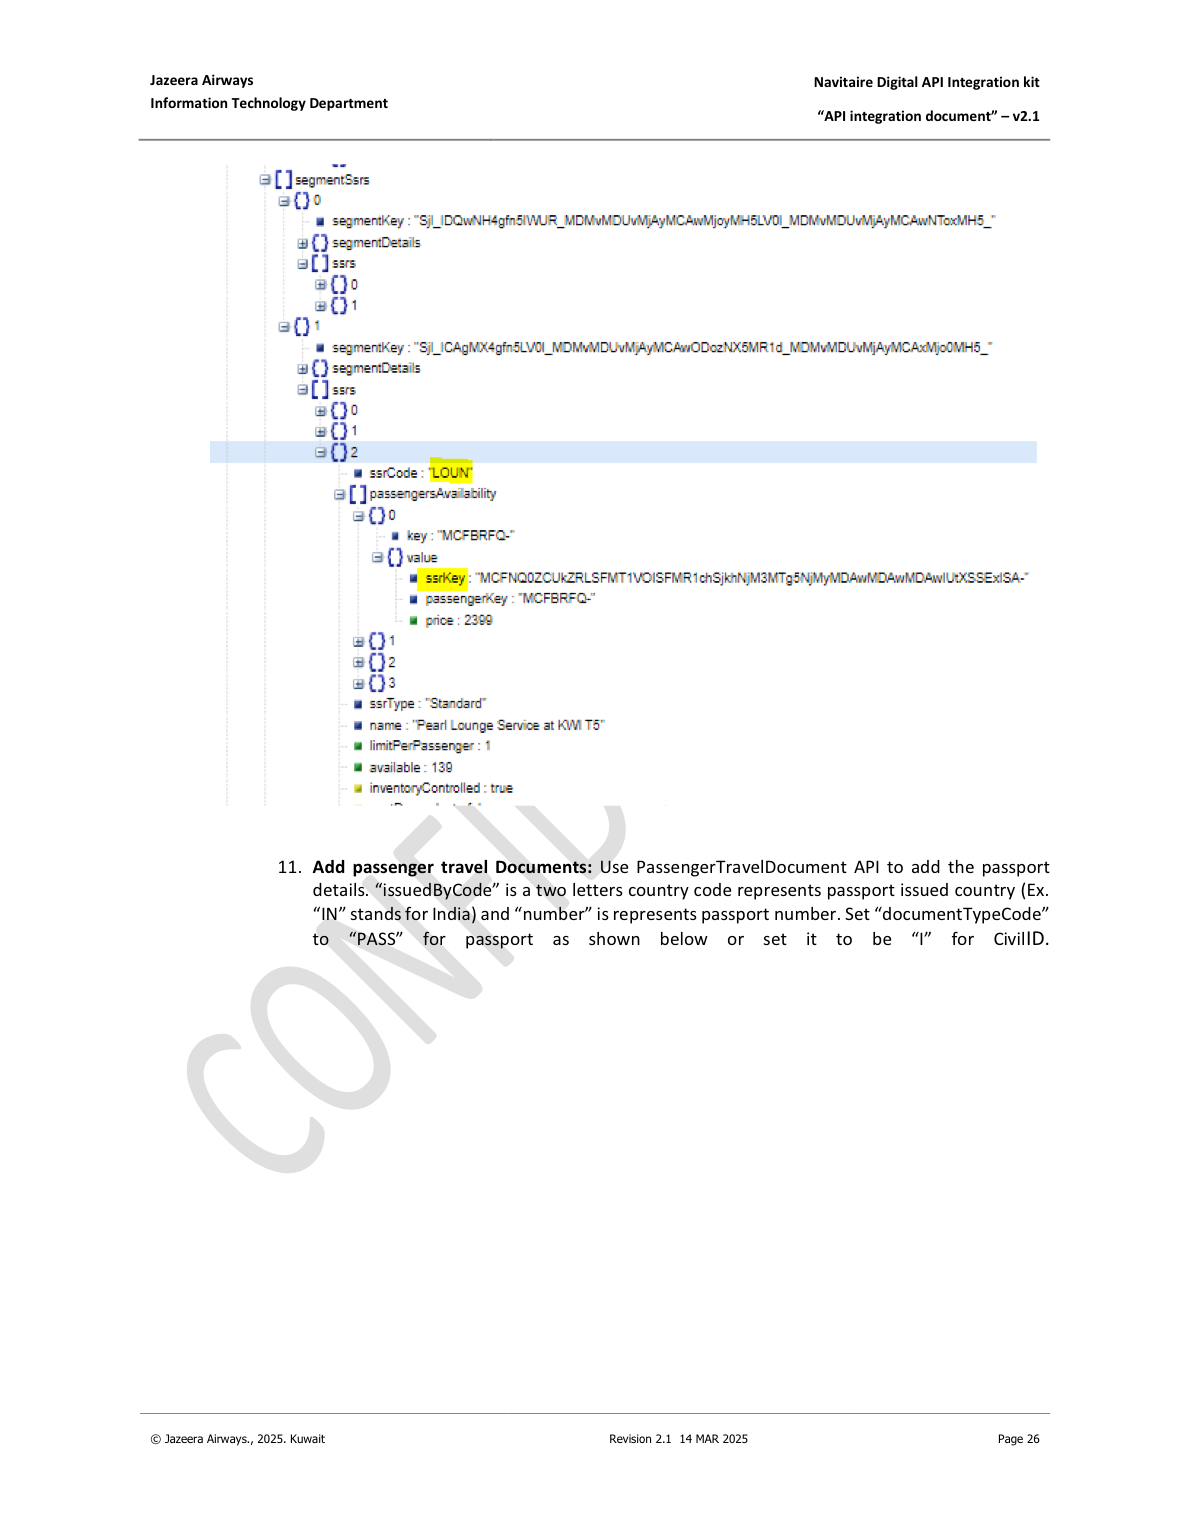 Jazeera Airways
Information Technology Department
Navitaire Digital API Integration kit
“API integration document” – v2.1
segmentSsrs
0
segmentKey : "SjI_IDQwNH4gfn5IWUR_MDMvMDUvMjAyMCAwMjoyMH5LV0l_MDMvMDUvMjAyMCAwNToxMH5_"
segmentDetails
ssrs
0
1
1
segmentKey : "SjI_ICAgMX4gfn5LV0l_MDMvMDUvMjAyMCAwODozNX5MR1d_MDMvMDUvMjAyMCAxMjo0MH5_"
segmentDetails
ssrs
0
1
2
ssrCode : "LOUN"
passengersAvailability
0
key : "MCFBRFQ-"
value
ssrKey : "MCFNQ0ZCUkZRLSFMT1VOISFMR1chSjkhNjM3MTg5NjMyMDAwMDAwMDAwIUtXSSExISA-"
passengerKey : "MCFBRFQ-"
price : 2399
1
2
3
ssrType : "Standard"
name : "Pearl Lounge Service at KWI T5"
limitPerPassenger : 1
available : 139
inventoryControlled : true
11. Add passenger travel Documents: Use PassengerTravelDocument API to add the passport
details. “issuedByCode” is a two letters country code represents passport issued country (Ex.
“IN” stands for India) and “number” is represents passport number. Set “documentTypeCode”
to “PASS” for passport as shown below or set it to be “I” for CivilID.
CONFID
© Jazeera Airways., 2025. Kuwait
Revision 2.1 14 MAR 2025
Page 26